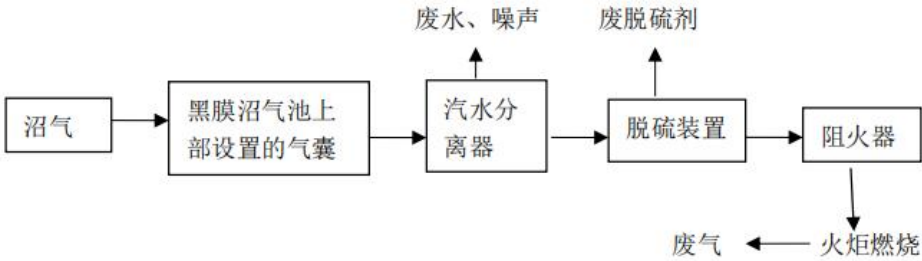 废水、噪声
废脱硫剂
沼气
黑膜沼气池上
部设置的气囊
汽水分
离器
脱硫装置
阻火器
废气
火炬燃烧